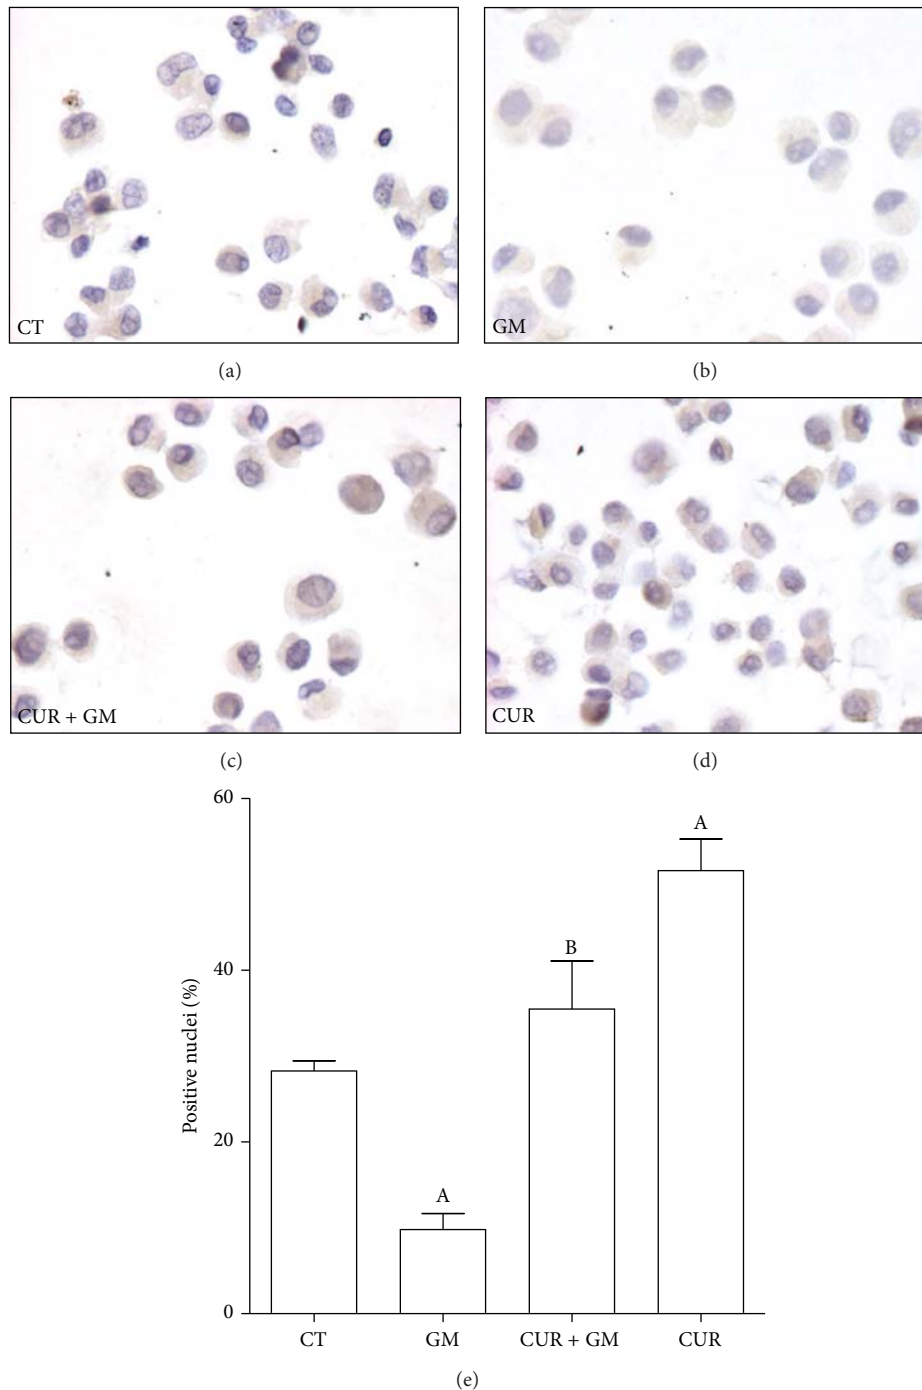 CT
GM
(a)
(b)
CUR + GM
CUR
(c)
(d)
60
40
20
0
Positive nuclei (%)
A
B
A
CT
GM
CUR + GM
CUR
(e)